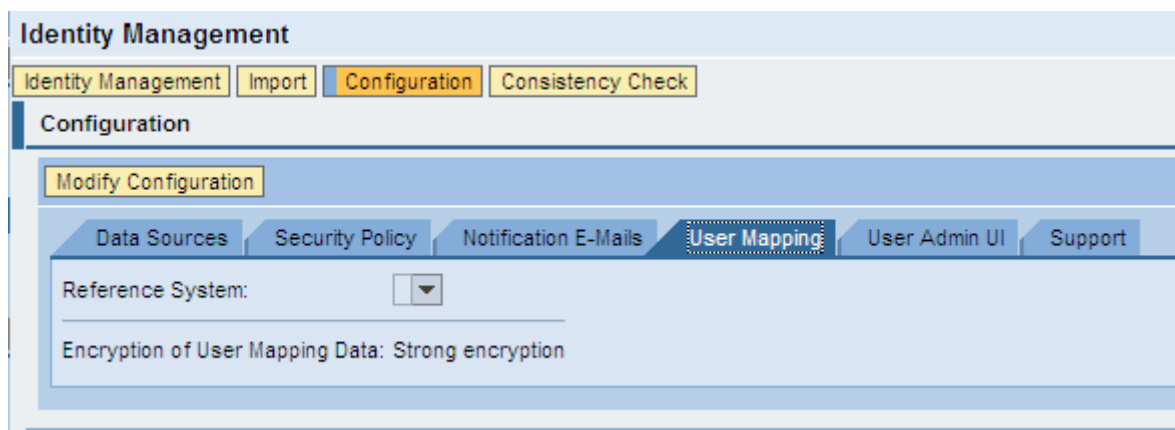 Identity Management
Identity Management Import Configuration Consistency Check
Configuration
Modify Configuration
Data Sources Security Policy Notification E-Mails User Mapping User Admin UI Support
Reference System:
Encryption of User Mapping Data: Strong encryption